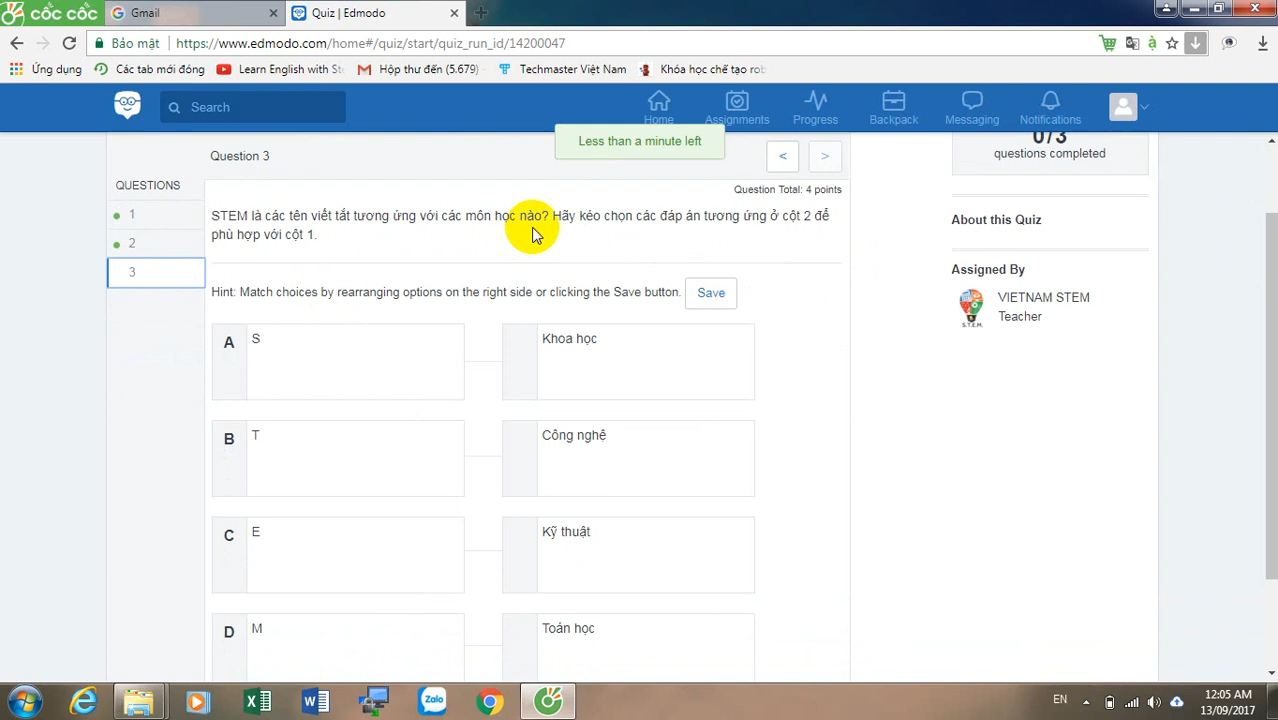 cốc cốc
Gmail
Quiz | Edmodo
Bảo mật
https://www.edmodo.com/home#/quiz/start/quiz_run_id/14200047
Ứng dụng
Các tab mới đóng
Learn English with Ste
Hộp thư đến (5.679)
Techmaster Việt Nam
Khóa học chế tạo rob
Search
Home
Assignments
Progress
Backpack
Messaging
Notifications
Less than a minute left
Question 3
<
>
0/3
questions completed
QUESTIONS
Question Total: 4 points
1
2
3
STEM là các tên viết tắt tương ứng với các môn học nào? Hãy kéo chọn các đáp án tương ứng ở cột 2 để
phù hợp với cột 1.
About this Quiz
Assigned By
VIETNAM STEM
Teacher
S.T.E.M.
Hint: Match choices by rearranging options on the right side or clicking the Save button.
Save
A
S
Khoa học
B
T
Công nghệ
C
E
Kỹ thuật
D
M
Toán học
Zalo
EN
12:05 AM
13/09/2017